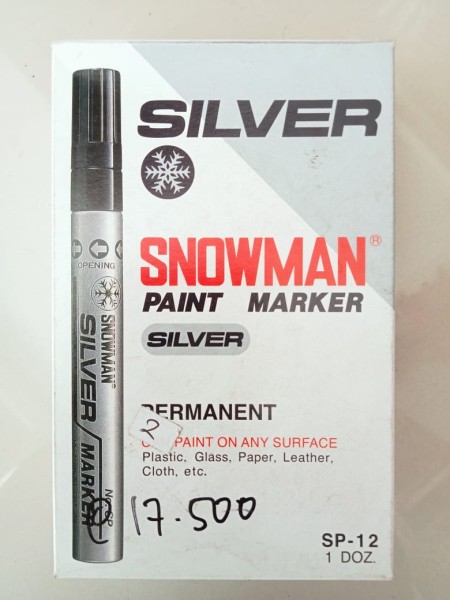 SILVER
SNOWMAN®
PAINT MARKER
SILVER
PERMANENT
PAINT ON ANY SURFACE
Plastic, Glass, Paper, Leather,
Cloth, etc.
2
17.500
SP-12
1 DOZ.
OPENING
SNOWMAN
SILVER MARKER